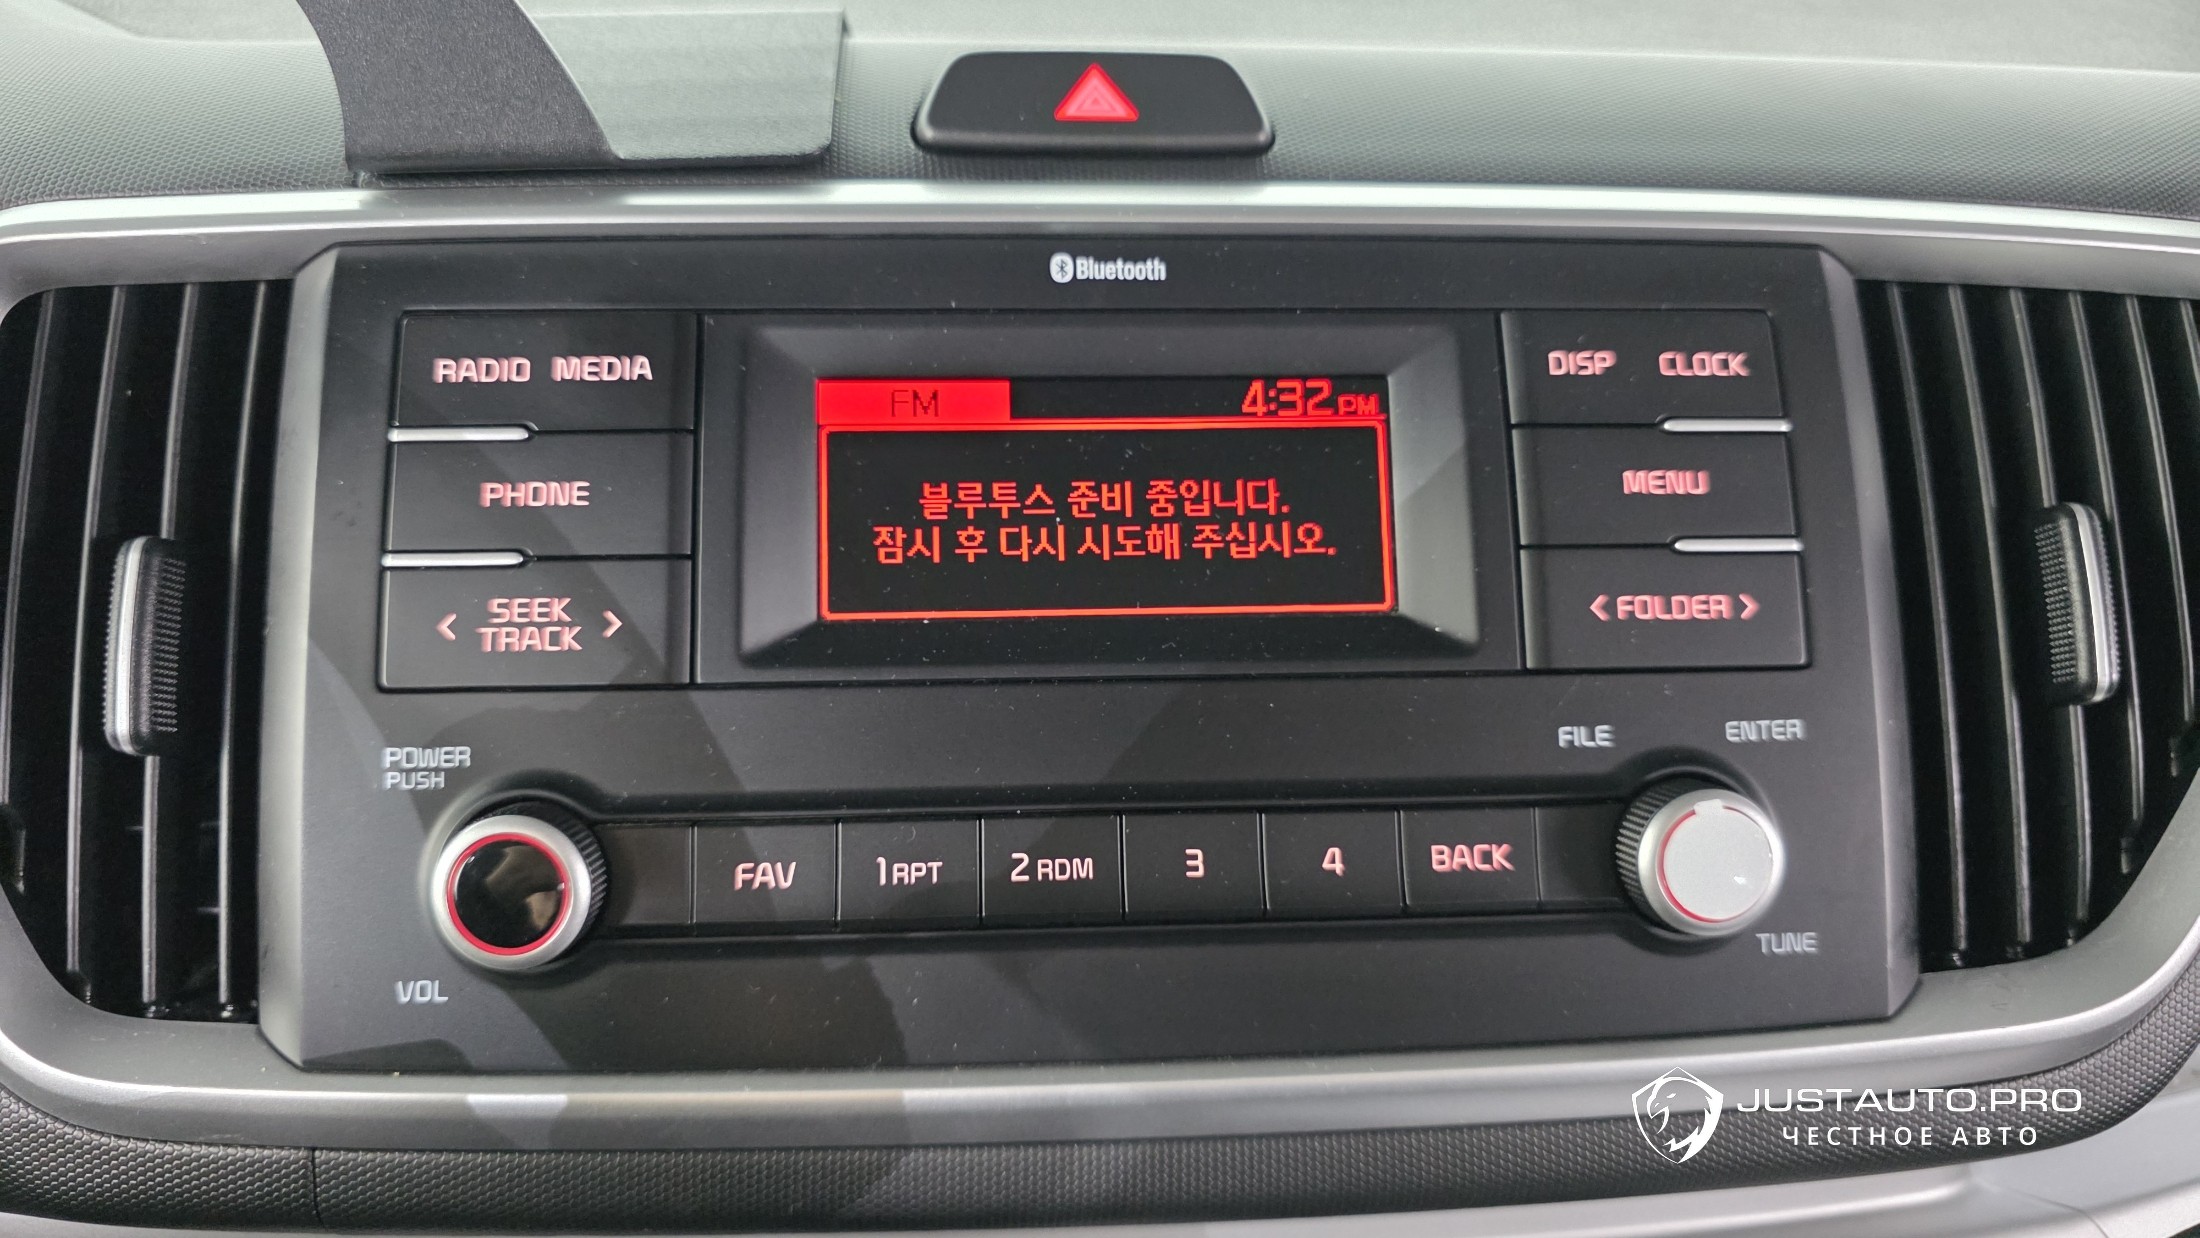 Bluetooth
RADIO MEDIA
PHONE
< SEEK TRACK >
FM 4:32 PM
블루투스 준비 중입니다.
잠시 후 다시 시도해 주십시오.
DISP CLOCK
MENU
< FOLDER >
POWER
PUSH
VOL
FAV 1 RPT 2 RDM 3 4 BACK
FILE ENTER
TUNE
JUSTAUTO.PRO
ЧЕСТНОЕ АВТО